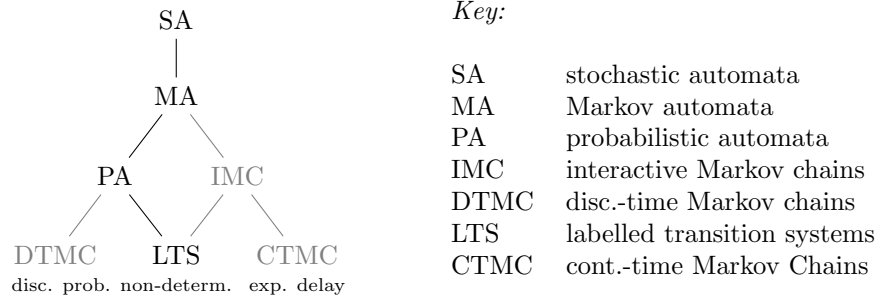 SA
MA
PA IMC
DTMC LTS CTMC
disc. prob. non-determ. exp. delay
Key:
SA stochastic automata
MA Markov automata
PA probabilistic automata
IMC interactive Markov chains
DTMC disc.-time Markov chains
LTS labelled transition systems
CTMC cont.-time Markov Chains